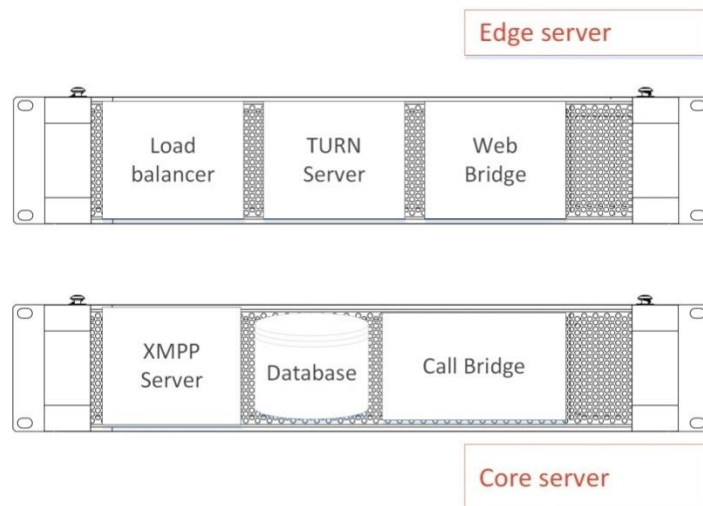 Edge server
Load
balancer
TURN
Server
Web
Bridge
XMPP
Server
Database
Call Bridge
Core server